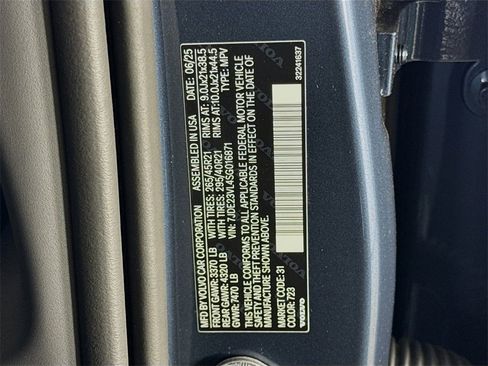 MFD. BY VOLVO CAR CORPORATION ASSEMBLED IN USA DATE: 06/25
FRONT GAWR: 3370 LB WITH TIRES: 265/45R21 RIMS AT: 9.0JX21x38.5
REAR GAWR: 4320 LB WITH TIRES: 295/40R21 RIMS AT:10.0JX21x44.5
GVWR: 7470 LB VIN: 7JDE23VL4SG016871 TYPE: MPV
THIS VEHICLE CONFORMS TO ALL APPLICABLE FEDERAL MOTOR VEHICLE
SAFETY AND THEFT PREVENTION STANDARDS IN EFFECT ON THE DATE OF
MANUFACTURE SHOWN ABOVE.
MARKET CODE: 31
COLOR: 723
VOLVO 32241637